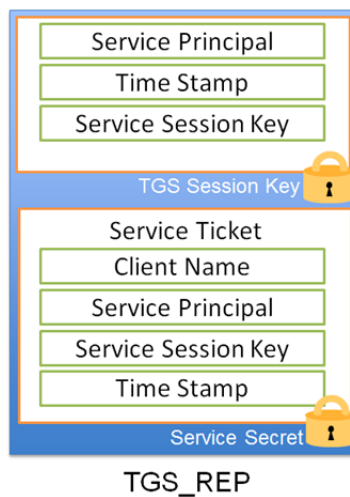 Service Principal
Time Stamp
Service Session Key
TGS Session Key
Service Ticket
Client Name
Service Principal
Service Session Key
Time Stamp
Service Secret
TGS_REP